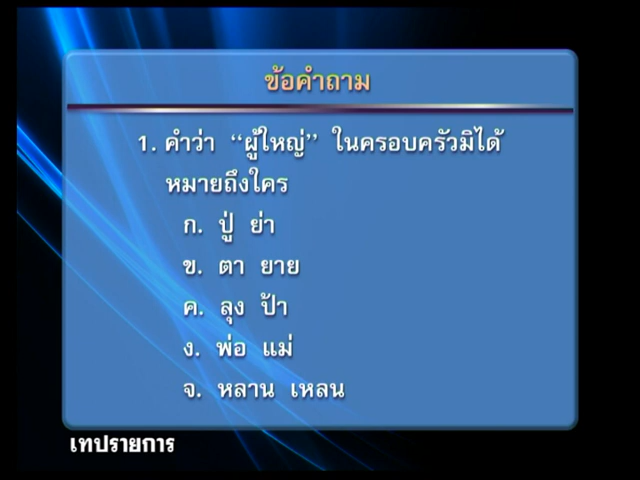 ข้อคำถาม
1. คำว่า “ผู้ใหญ่” ในครอบครัวมิได้
หมายถึงใคร
ก. ปู่ ย่า
ข. ตา ยาย
ค. ลุง ป้า
ง. พ่อ แม่
จ. หลาน เหลน
เทปรายการ